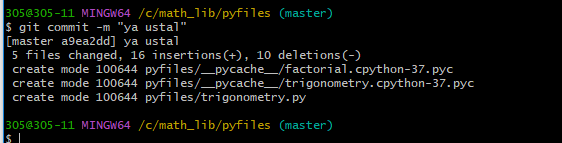 305@305-11 MINGW64 /c/math_lib/pyfiles (master)
$ git commit -m "ya ustal"
[master a9ea2dd] ya ustal
 5 files changed, 16 insertions(+), 10 deletions(-)
 create mode 100644 pyfiles/__pycache__/factorial.cpython-37.pyc
 create mode 100644 pyfiles/__pycache__/trigonometry.cpython-37.pyc
 create mode 100644 pyfiles/trigonometry.py
305@305-11 MINGW64 /c/math_lib/pyfiles (master)
$